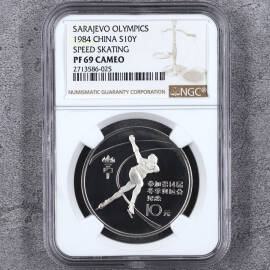 SARAJEVO OLYMPICS
1984 CHINA S10Y
SPEED SKATING
PF 69 CAMEO
2713586-025
NUMISMATIC GUARANTY CORPORATION
NGC
10元